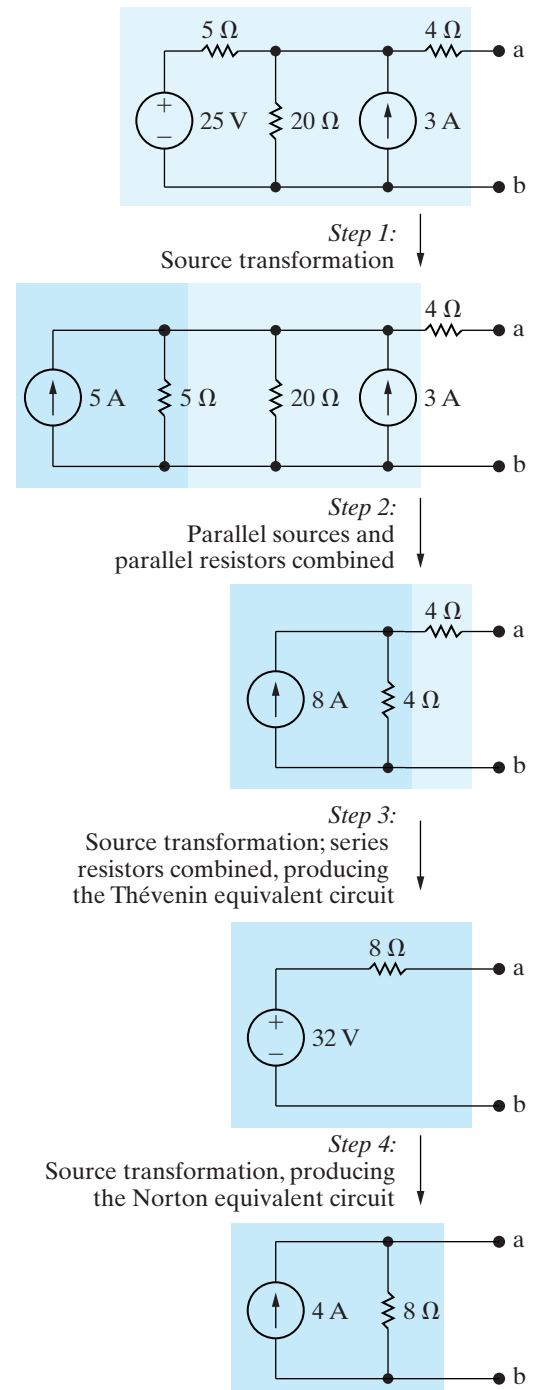 5 Ω 4 Ω
a
+
25 V 20 Ω 3 A
−
b
Step 1:
Source transformation
4 Ω
a
5 A 5 Ω 20 Ω 3 A
b
Step 2:
Parallel sources and
parallel resistors combined
4 Ω
a
8 A 4 Ω
b
Step 3:
Source transformation; series
resistors combined, producing
the Thévenin equivalent circuit
8 Ω
a
+
32 V
−
b
Step 4:
Source transformation, producing
the Norton equivalent circuit
a
4 A 8 Ω
b